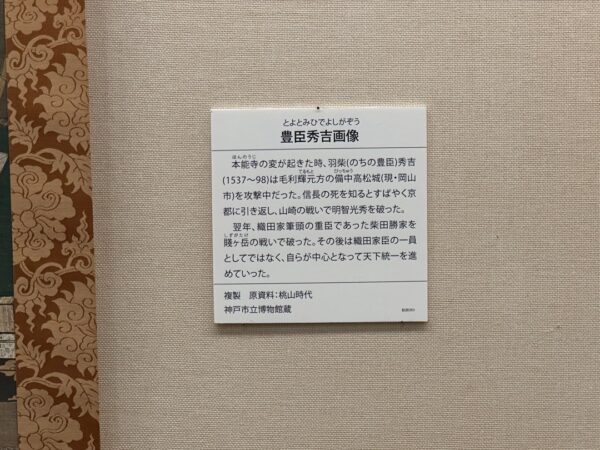 とよとみひでよしがぞう
豊臣秀吉画像
ほんのうじ
本能寺の変が起きた時、羽柴(のちの豊臣)秀吉
てるもと びっちゅう
(1537〜98)は毛利輝元方の備中高松城(現・岡山
市)を攻撃中だった。信長の死を知るとすばやく京
都に引き返し、山崎の戦いで明智光秀を破った。
翌年、織田家筆頭の重臣であった柴田勝家を
しずがたけ
賤ヶ岳の戦いで破った。その後は織田家臣の一員
としてではなく、自らが中心となって天下統一を進
めていった。
複製 原資料:桃山時代
神戸市立博物館蔵